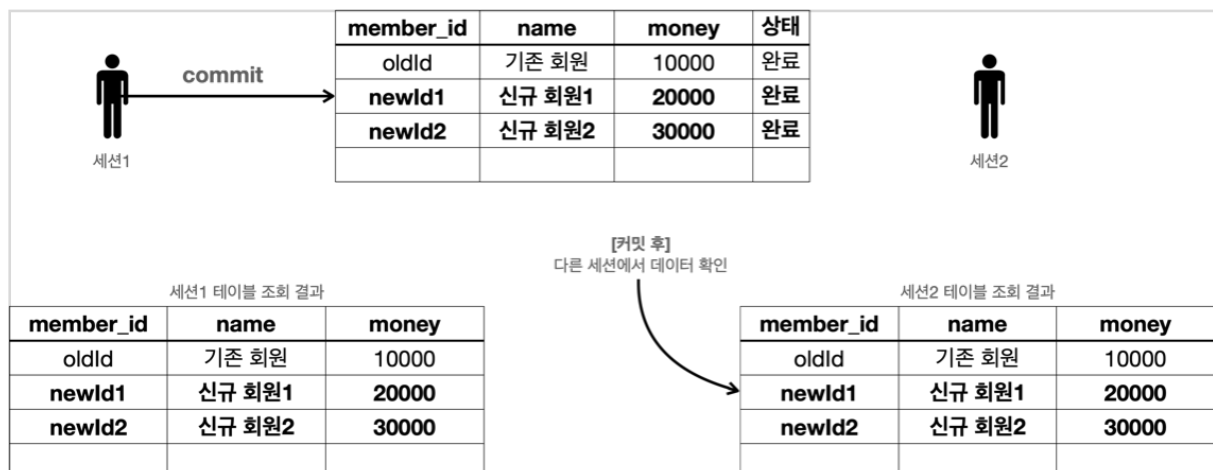 member_id name money 상태
oldId 기존 회원 10000 완료
newId1 신규 회원1 20000 완료
newId2 신규 회원2 30000 완료
commit
세션1
세션2
[커밋 후]
다른 세션에서 데이터 확인
세션1 테이블 조회 결과
member_id name money
oldId 기존 회원 10000
newId1 신규 회원1 20000
newId2 신규 회원2 30000
세션2 테이블 조회 결과
member_id name money
oldId 기존 회원 10000
newId1 신규 회원1 20000
newId2 신규 회원2 30000